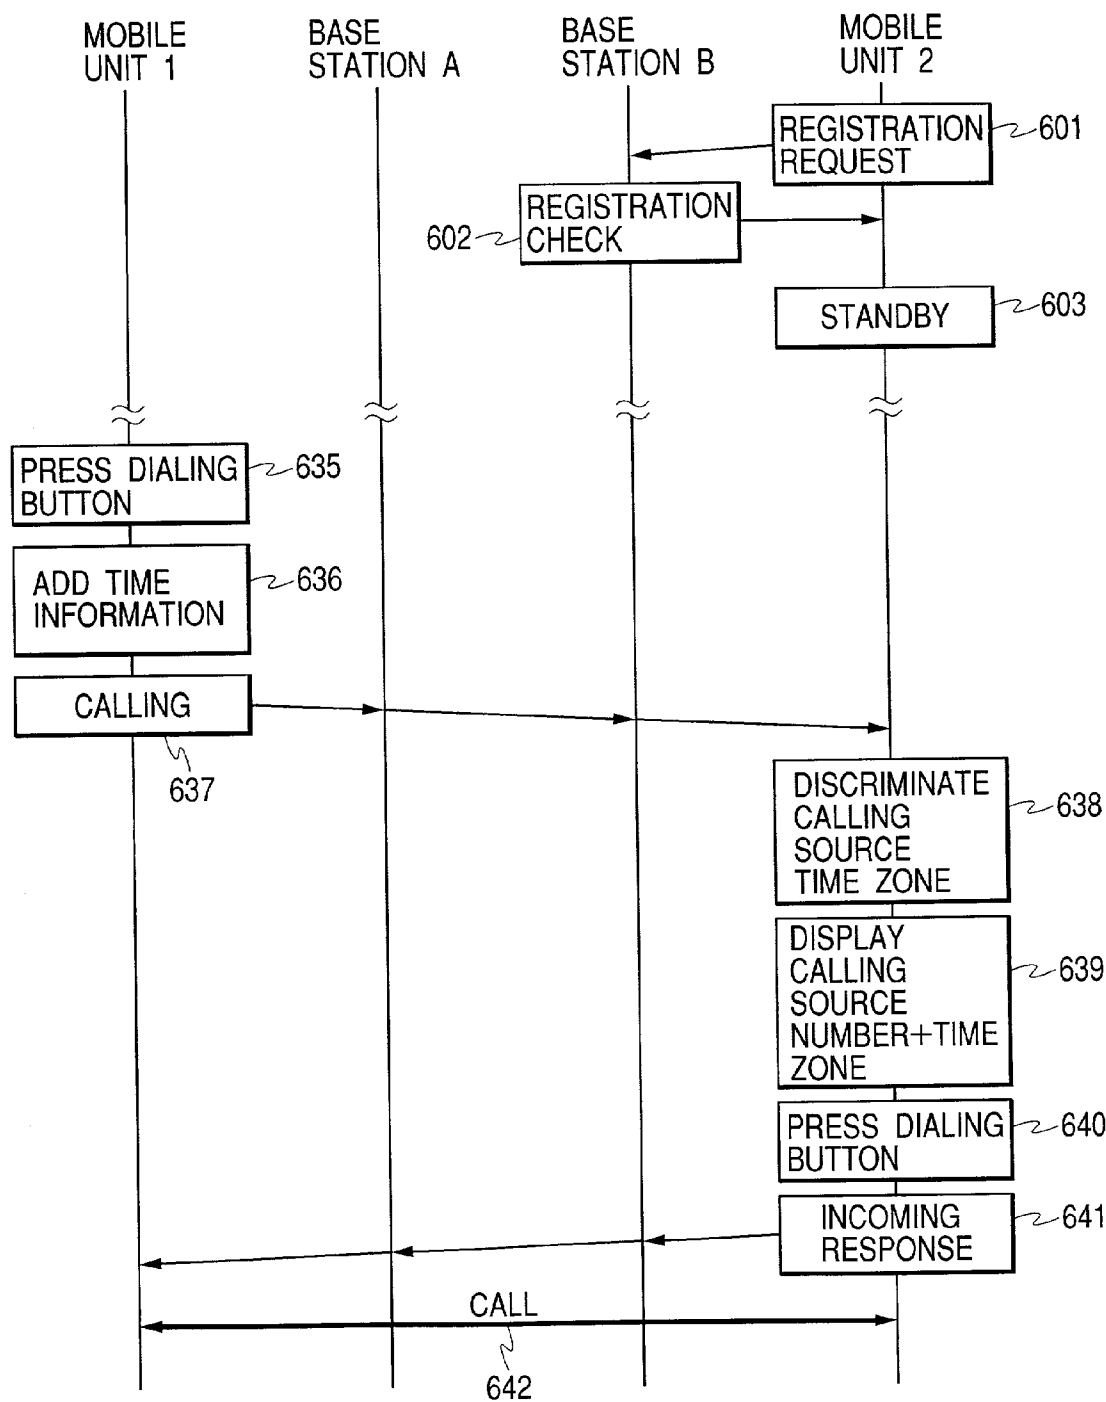 MOBILE
UNIT 1
BASE
STATION A
BASE
STATION B
MOBILE
UNIT 2
REGISTRATION
REQUEST
601
REGISTRATION
CHECK
602
STANDBY
603
PRESS DIALING
BUTTON
635
ADD TIME
INFORMATION
636
CALLING
637
DISCRIMINATE
CALLING
SOURCE
TIME ZONE
638
DISPLAY
CALLING
SOURCE
NUMBER+TIME
ZONE
639
PRESS DIALING
BUTTON
640
INCOMING
RESPONSE
641
CALL
642